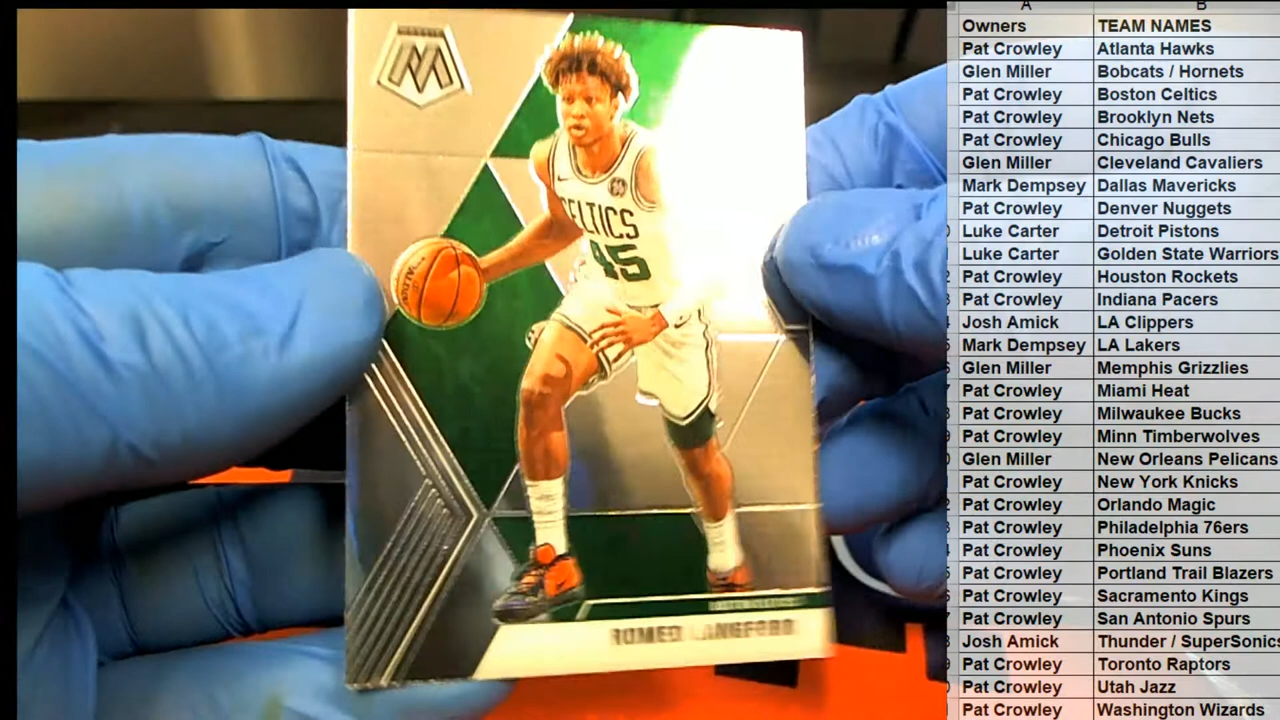 A B
Owners TEAM NAMES
Pat Crowley Atlanta Hawks
Glen Miller Bobcats / Hornets
Pat Crowley Boston Celtics
Pat Crowley Brooklyn Nets
Pat Crowley Chicago Bulls
Glen Miller Cleveland Cavaliers
Mark Dempsey Dallas Mavericks
Pat Crowley Denver Nuggets
Luke Carter Detroit Pistons
Luke Carter Golden State Warriors
Pat Crowley Houston Rockets
Pat Crowley Indiana Pacers
Josh Amick LA Clippers
Mark Dempsey LA Lakers
Glen Miller Memphis Grizzlies
Pat Crowley Miami Heat
Pat Crowley Milwaukee Bucks
Pat Crowley Minn Timberwolves
Glen Miller New Orleans Pelicans
Pat Crowley New York Knicks
Pat Crowley Orlando Magic
Pat Crowley Philadelphia 76ers
Pat Crowley Phoenix Suns
Pat Crowley Portland Trail Blazers
Pat Crowley Sacramento Kings
Pat Crowley San Antonio Spurs
Josh Amick Thunder / SuperSonics
Pat Crowley Toronto Raptors
Pat Crowley Utah Jazz
Pat Crowley Washington Wizards
M
CELTICS
45
ROMEO LANGFORD